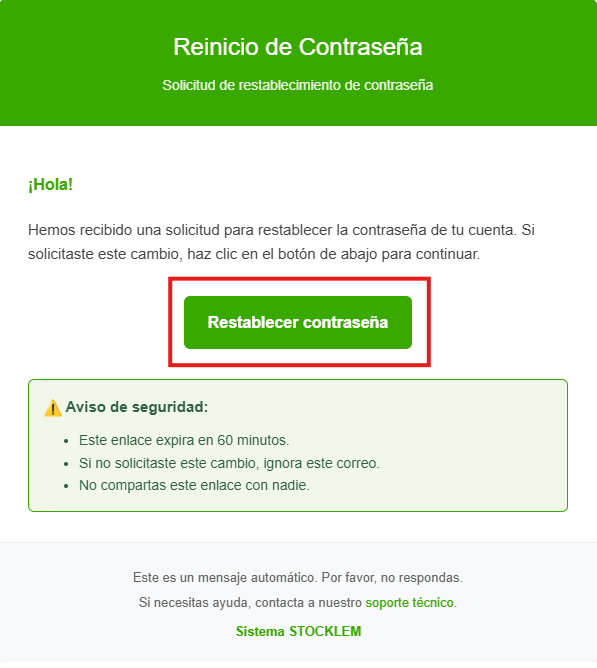 Reinicio de Contraseña
Solicitud de restablecimiento de contraseña
¡Hola!
Hemos recibido una solicitud para restablecer la contraseña de tu cuenta. Si
solicitaste este cambio, haz clic en el botón de abajo para continuar.
Restablecer contraseña
⚠️ Aviso de seguridad:
• Este enlace expira en 60 minutos.
• Si no solicitaste este cambio, ignora este correo.
• No compartas este enlace con nadie.
Este es un mensaje automático. Por favor, no respondas.
Si necesitas ayuda, contacta a nuestro soporte técnico.
Sistema STOCKLEM